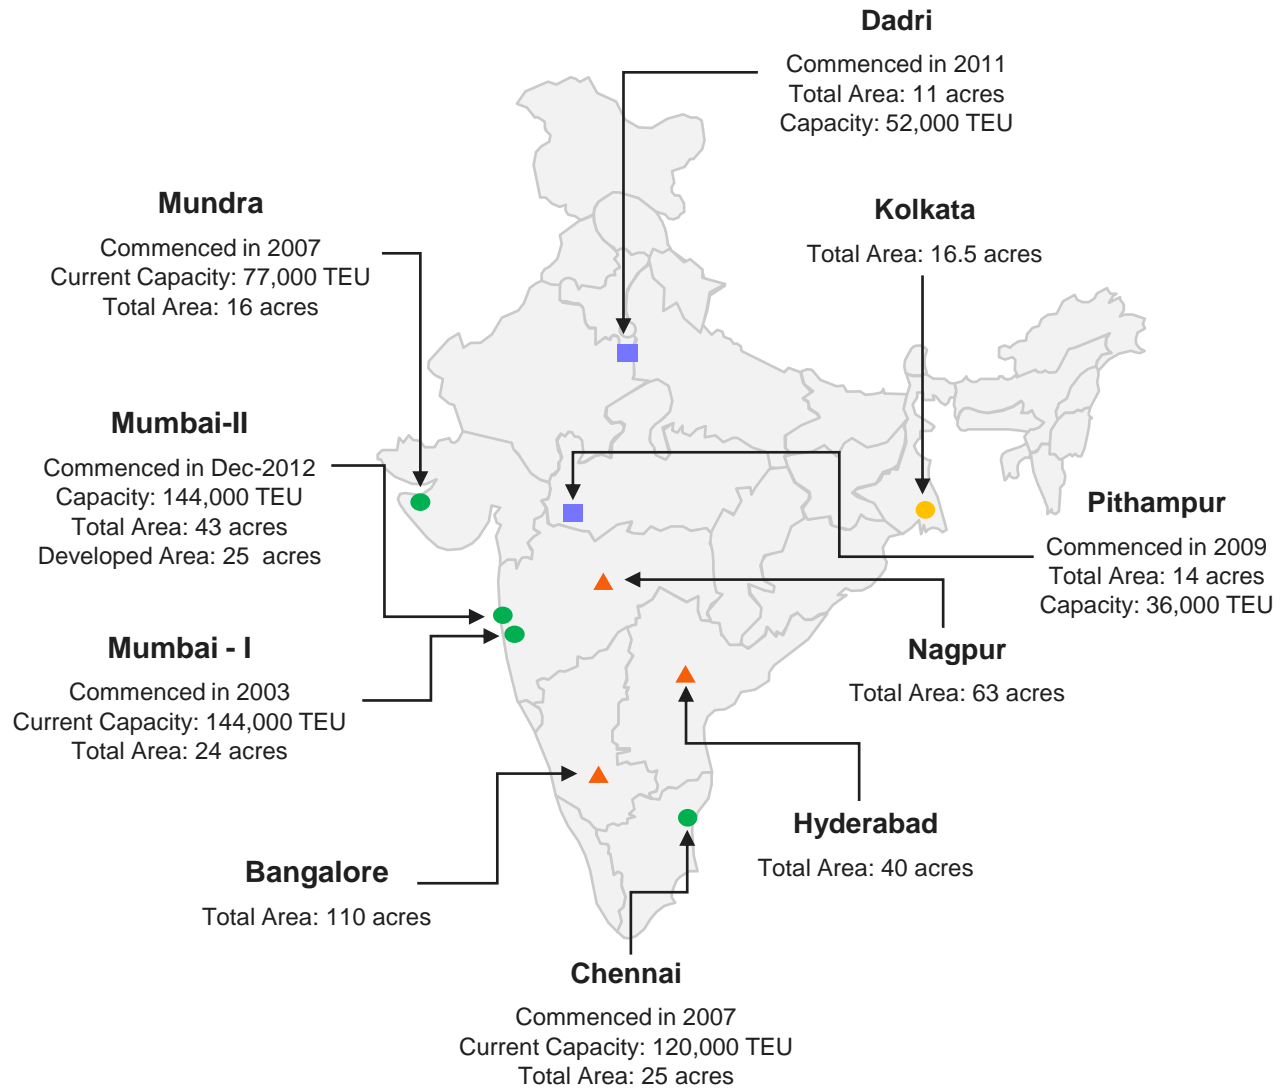 Dadri
Commenced in 2011
Total Area: 11 acres
Capacity: 52,000 TEU
Mundra
Commenced in 2007
Current Capacity: 77,000 TEU
Total Area: 16 acres
Kolkata
Total Area: 16.5 acres
Mumbai-II
Commenced in Dec-2012
Capacity: 144,000 TEU
Total Area: 43 acres
Developed Area: 25 acres
Pithampur
Commenced in 2009
Total Area: 14 acres
Capacity: 36,000 TEU
Mumbai - I
Commenced in 2003
Current Capacity: 144,000 TEU
Total Area: 24 acres
Nagpur
Total Area: 63 acres
Hyderabad
Total Area: 40 acres
Bangalore
Total Area: 110 acres
Chennai
Commenced in 2007
Current Capacity: 120,000 TEU
Total Area: 25 acres